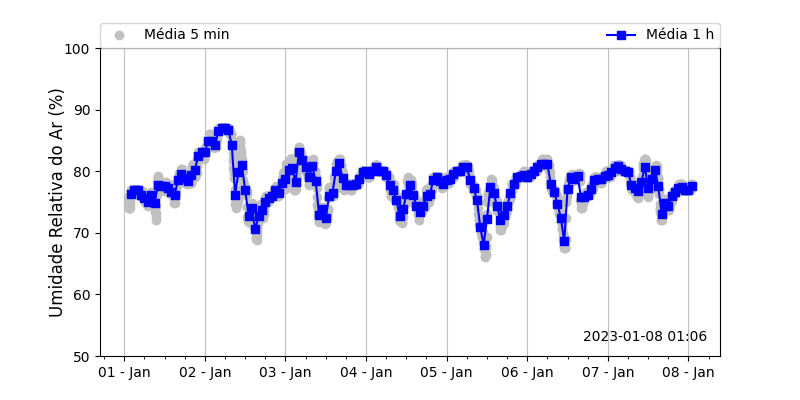 Média 5 min
Média 1 h
Umidade Relativa do Ar (%)
100
90
80
70
60
50
2023-01-08 01:06
01 - Jan
02 - Jan
03 - Jan
04 - Jan
05 - Jan
06 - Jan
07 - Jan
08 - Jan